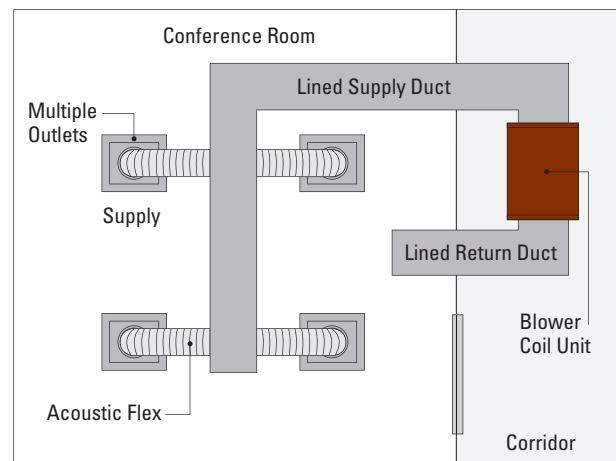 Conference Room
Lined Supply Duct
Multiple
Outlets
Supply
Lined Return Duct
Blower
Coil Unit
Acoustic Flex
Corridor